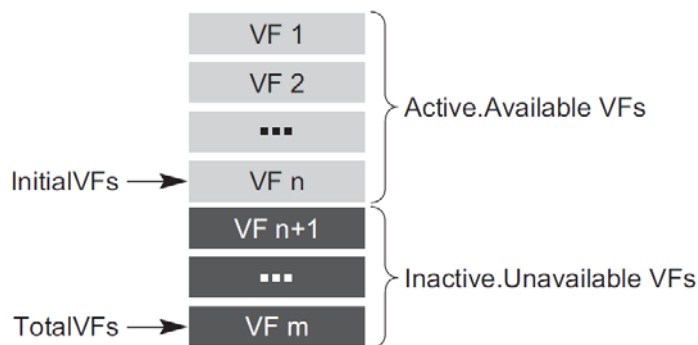 VF 1
VF 2
Active.Available VFs
...
InitialVFs
VF n
VF n+1
...
Inactive.Unavailable VFs
TotalVFs
VF m